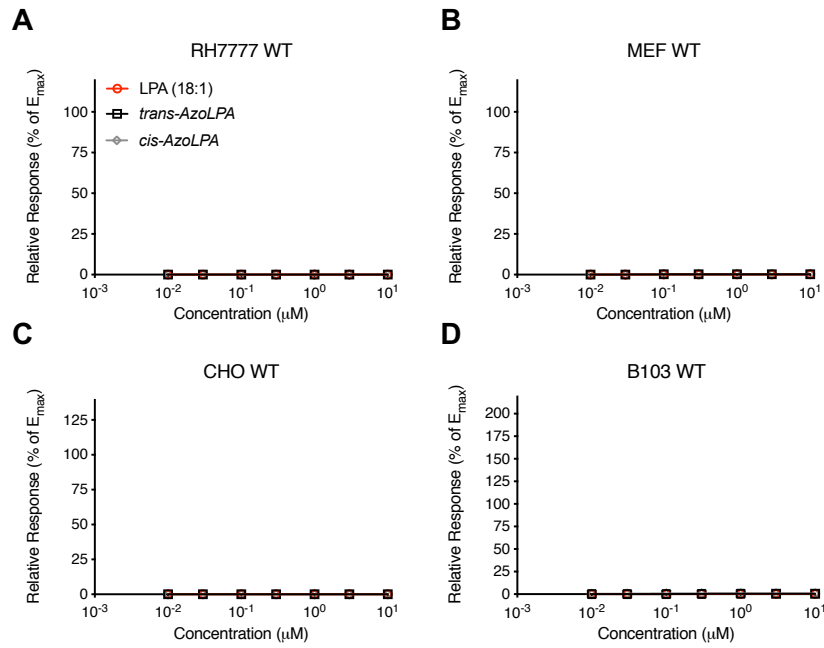 A
RH7777 WT
Relative Response (% of Emax)
100
75
50
25
0
LPA (18:1)
trans-AzoLPA
cis-AzoLPA
10-3
10-2
10-1
100
101
Concentration (μM)
B
MEF WT
Relative Response (% of Emax)
100
75
50
25
0
10-3
10-2
10-1
100
101
Concentration (μM)
C
CHO WT
Relative Response (% of Emax)
125
100
75
50
25
0
10-3
10-2
10-1
100
101
Concentration (μM)
D
B103 WT
Relative Response (% of Emax)
200
175
150
125
100
75
50
25
0
10-3
10-2
10-1
100
101
Concentration (μM)